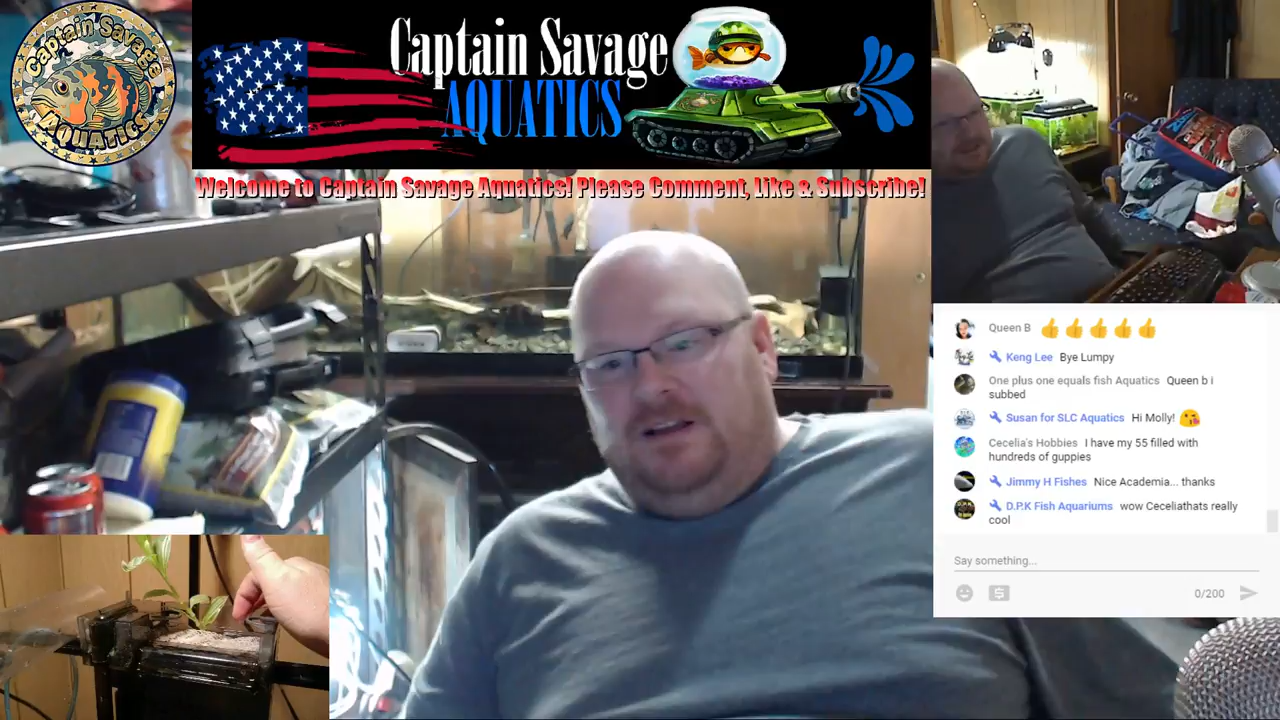 Captain Savage
AQUATICS
Captain Savage
AQUATICS
Welcome to Captain Savage Aquatics! Please Comment, Like & Subscribe!
Queen B 👍👍👍👍👍
Keng Lee Bye Lumpy
One plus one equals fish Aquatics Queen b i
subbed
Susan for SLC Aquatics Hi Molly! 😘
Cecelia's Hobbies I have my 55 filled with
hundreds of guppies
Jimmy H Fishes Nice Academia... thanks
D.P.K Fish Aquariums wow Ceceliathats really
cool
Say something...
0/200